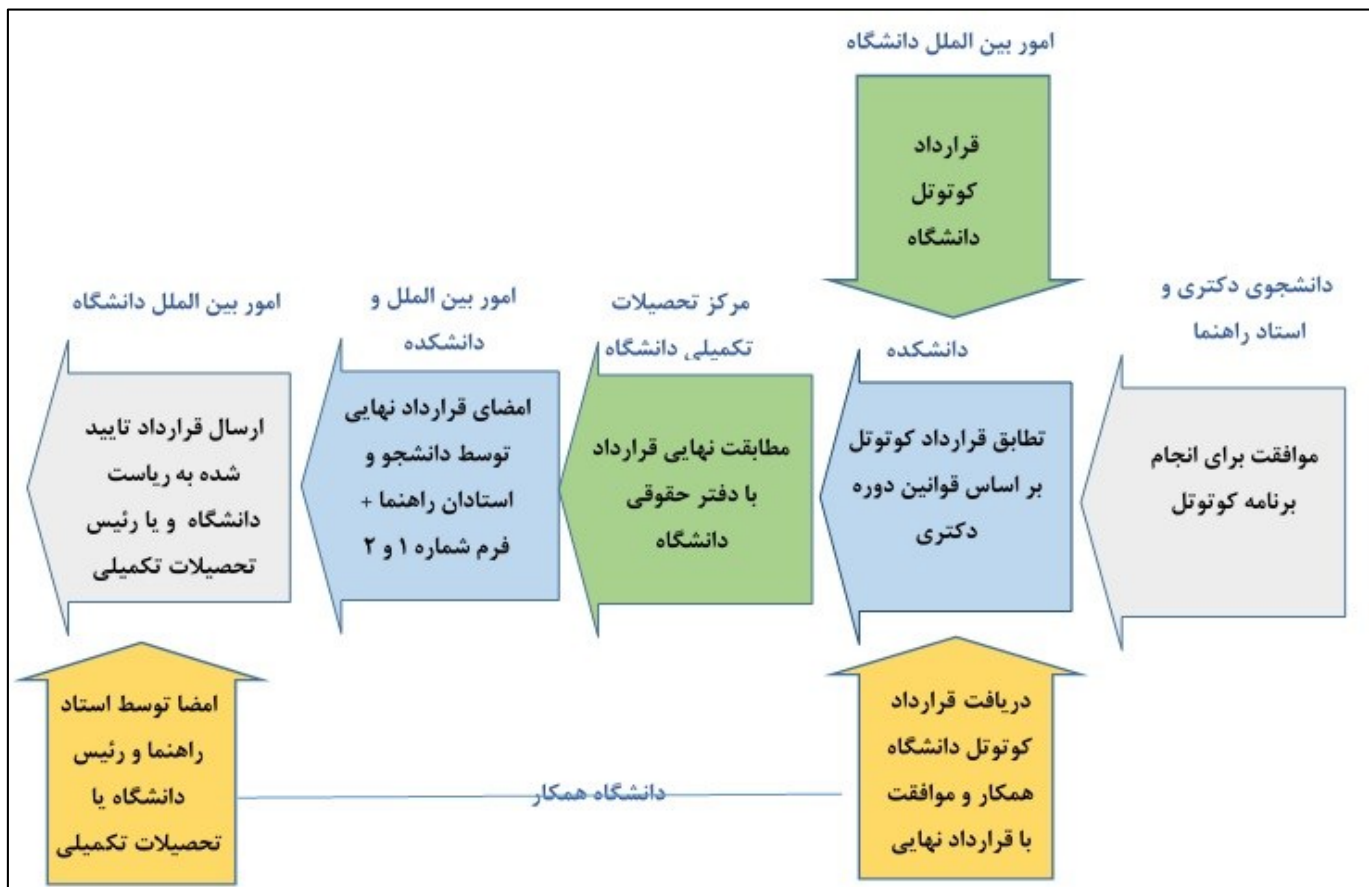 امور بین الملل دانشگاه
قرارداد
کوتوتل
دانشگاه
دانشجوی دکتری و
استاد راهنما
موافقت برای انجام
برنامه کوتوتل
دانشکده
تطابق قرارداد کوتوتل
بر اساس قوانین دوره
دکتری
مرکز تحصیلات
تکمیلی دانشگاه
مطابقت نهایی قرارداد
با دفتر حقوقی
دانشگاه
امور بین الملل و
دانشکده
امضای قرارداد نهایی
توسط دانشجو و
استادان راهنما +
فرم شماره ۱ و ۲
امور بین الملل دانشگاه
ارسال قرارداد تایید
شده به ریاست
دانشگاه و یا رئیس
تحصیلات تکمیلی
دریافت قرارداد
کوتوتل دانشگاه
همکار و موافقت
با قرارداد نهایی
دانشگاه همکار
امضا توسط استاد
راهنما و رئیس
دانشگاه یا
تحصیلات تکمیلی